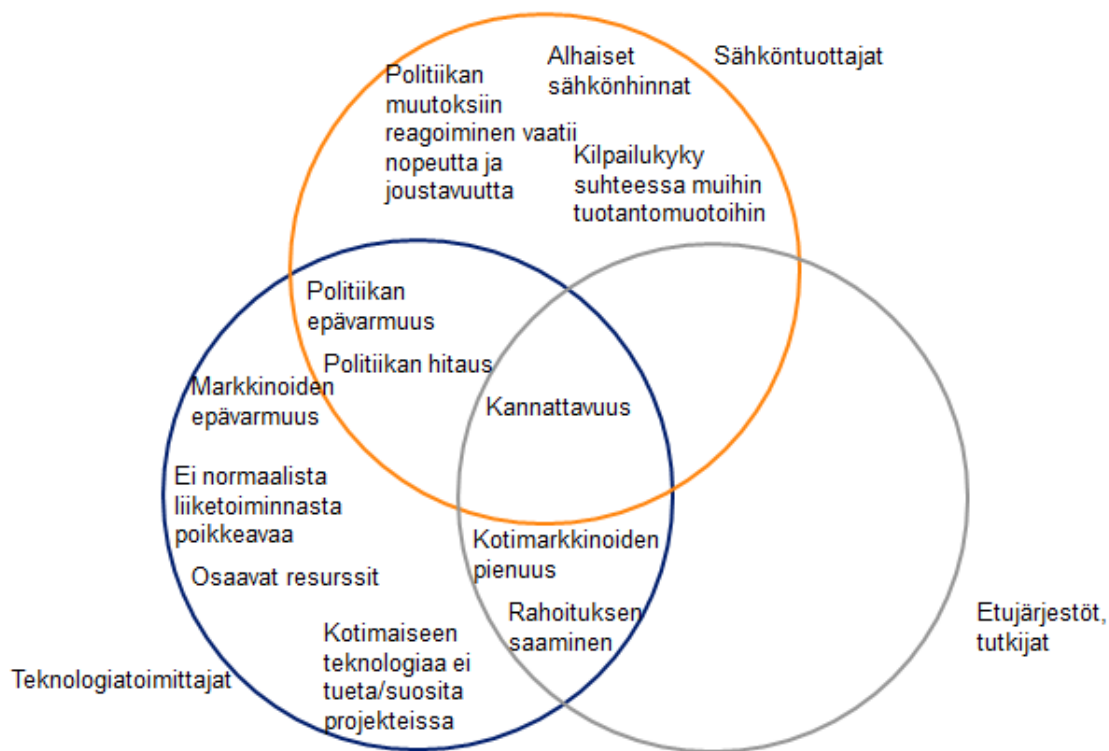 Alhaiset
sähkönhinnat
Sähköntuottajat
Politiikan
muutoksiin
reagoiminen vaatii
nopeutta ja
joustavuutta
Kilpailukyky
suhteessa muihin
tuotantomuotoihin
Politiikan
epävarmuus
Politiikan hitaus
Markkinoiden
epävarmuus
Kannattavuus
Ei normaalista
liiketoiminnasta
poikkeavaa
Kotimarkkinoiden
pienuus
Osaavat resurssit
Rahoituksen
saaminen
Etujärjestöt,
tutkijat
Kotimaiseen
teknologiaa ei
tueta/suosita
projekteissa
Teknologiatoimittajat